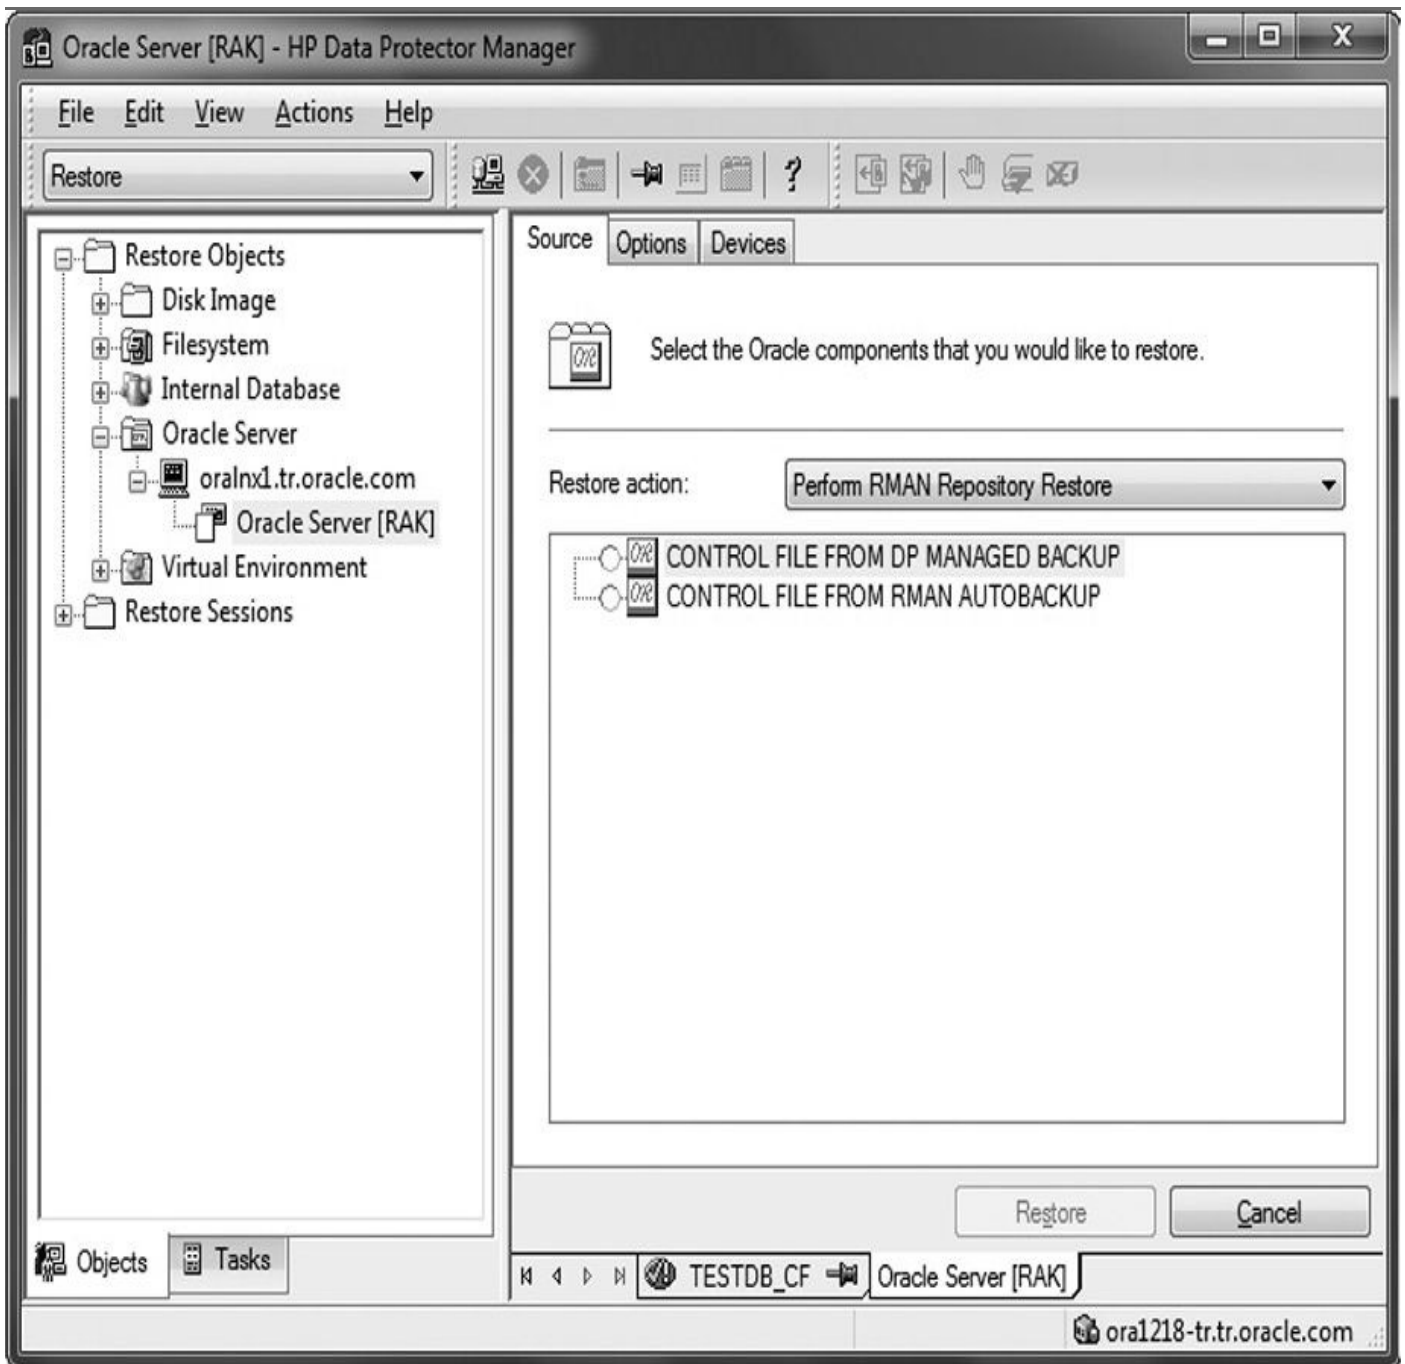 Oracle Server [RAK] - HP Data Protector Manager
File Edit View Actions Help
Restore
Restore Objects
Disk Image
Filesystem
Internal Database
Oracle Server
oralnx1.tr.oracle.com
Oracle Server [RAK]
Virtual Environment
Restore Sessions
Objects Tasks
Source Options Devices
Select the Oracle components that you would like to restore.
Restore action: Perform RMAN Repository Restore
CONTROL FILE FROM DP MANAGED BACKUP
CONTROL FILE FROM RMAN AUTOBACKUP
Restore Cancel
TESTDB_CF Oracle Server [RAK]
ora1218-tr.tr.oracle.com